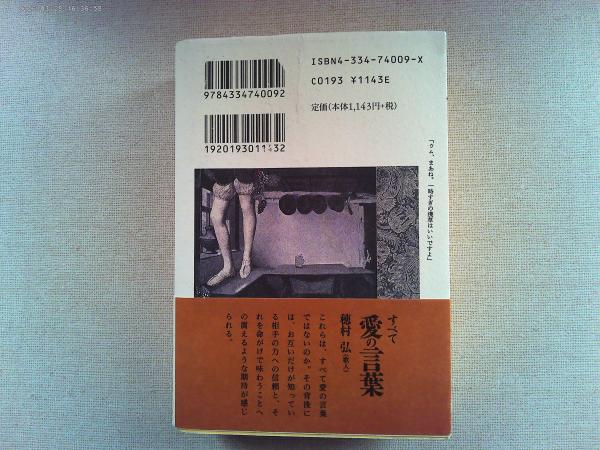 ISBN4-334-74009-X
C0193 ¥1143E
9784334740092
定価(本体1,143円+税)
1920193011432
「クム、まあね。一時すぎの浅草はいいですよ」
すべて
愛の言葉
穂村 弘(歌人)
これらは、すべて愛の言葉
ではないのか。その背後に
は、お互いだけが知ってい
る相手の力への信頼と、そ
れを命がけで味わうことへ
の震えるような期待が感じ
られる。